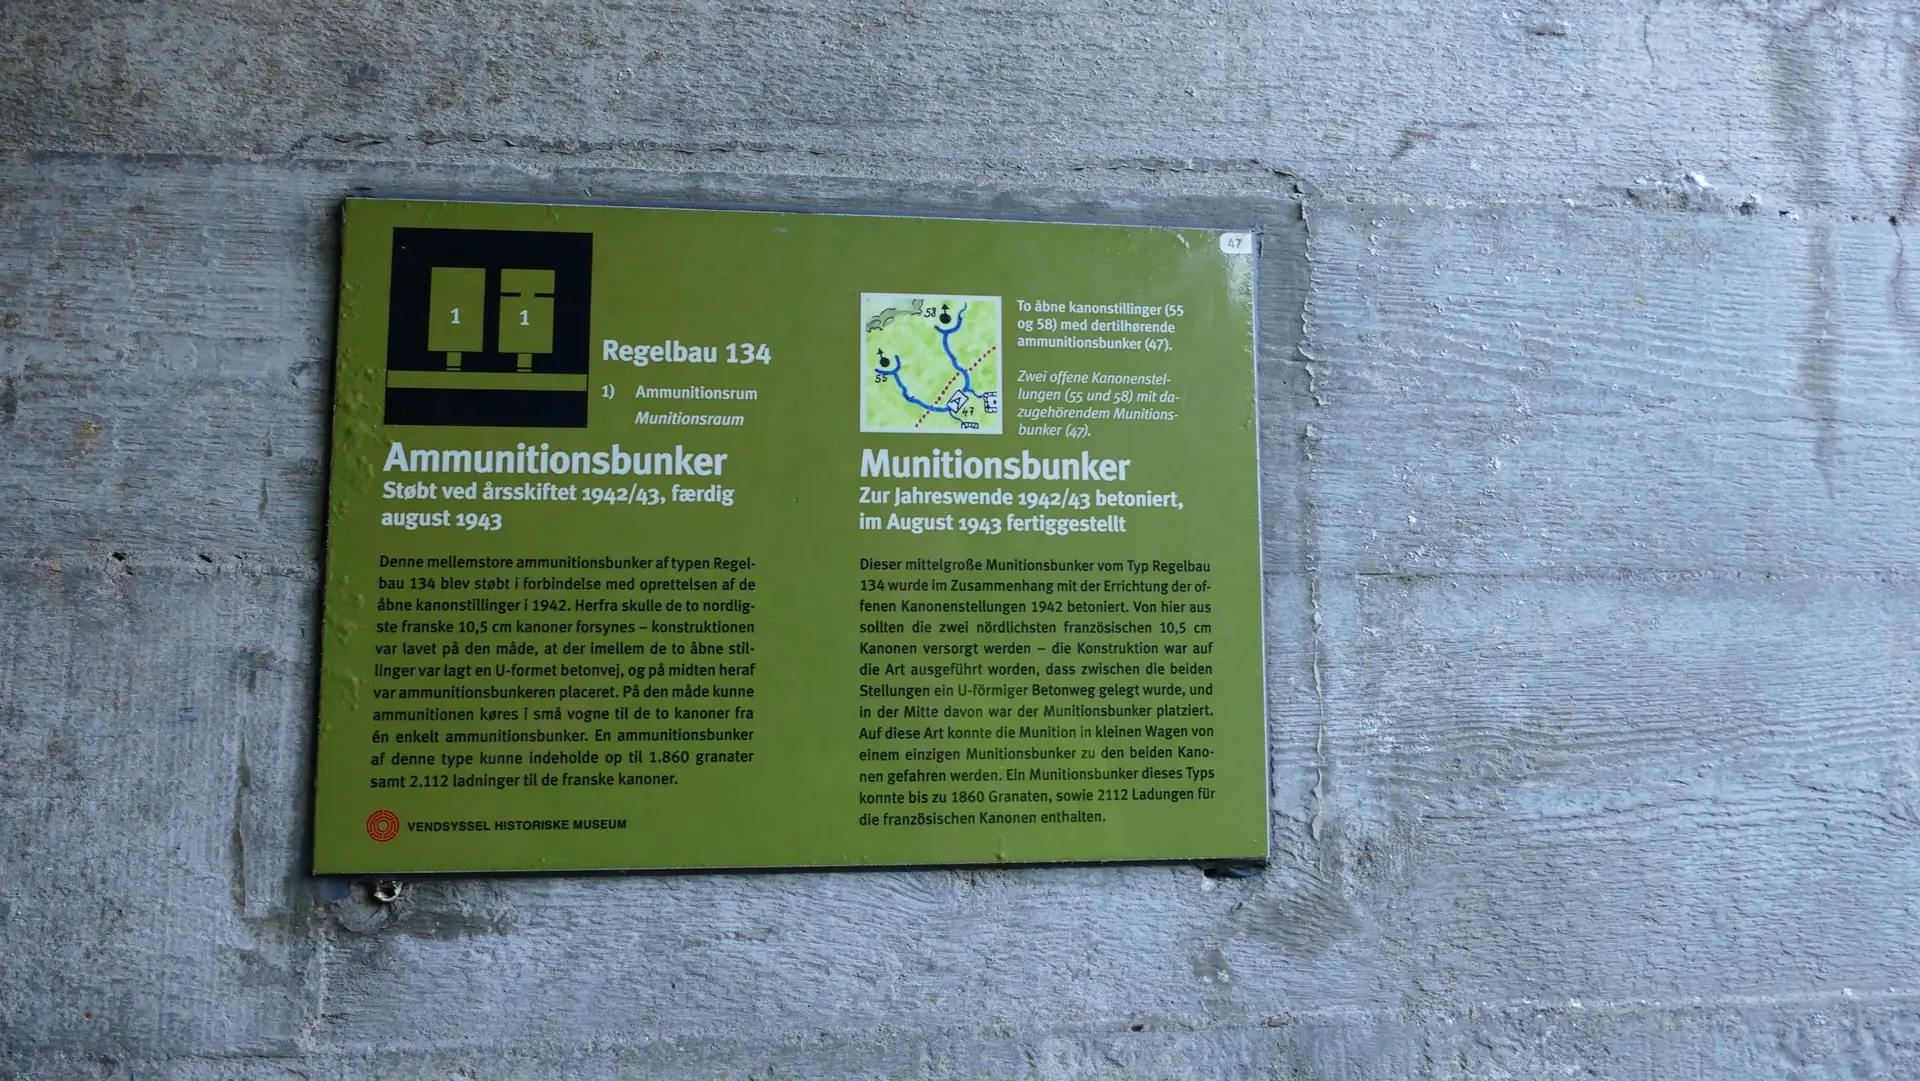 1
1
Regelbau 134
1) Ammunitionsrum
Munitionsraum
Ammunitionsbunker
Støbt ved årsskiftet 1942/43, færdig
august 1943
Denne mellemstore ammunitionsbunker af typen Regel-
bau 134 blev støbt i forbindelse med oprettelsen af de
åbne kanonstillinger i 1942. Herfra skulle de to nordlig-
ste franske 10,5 cm kanoner forsynes – konstruktionen
var lavet på den måde, at der imellem de to åbne stil-
linger var lagt en U-formet betonvej, og på midten heraf
var ammunitionsbunkeren placeret. På den måde kunne
ammunitionen køres i små vogne til de to kanoner fra
én enkelt ammunitionsbunker. En ammunitionsbunker
af denne type kunne indeholde op til 1.860 granater
samt 2.112 ladninger til de franske kanoner.
VENDSYSSEL HISTORISKE MUSEUM
47
58
55
A
47
To åbne kanonstillinger (55
og 58) med dertilhørende
ammunitionsbunker (47).
Zwei offene Kanonenstel-
lungen (55 und 58) mit da-
zugehörendem Munitions-
bunker (47).
Munitionsbunker
Zur Jahreswende 1942/43 betoniert,
im August 1943 fertiggestellt
Dieser mittelgroße Munitionsbunker vom Typ Regelbau
134 wurde im Zusammenhang mit der Errichtung der of-
fenen Kanonenstellungen 1942 betoniert. Von hier aus
sollten die zwei nördlichsten französischen 10,5 cm
Kanonen versorgt werden – die Konstruktion war auf
die Art ausgeführt worden, dass zwischen die beiden
Stellungen ein U-förmiger Betonweg gelegt wurde, und
in der Mitte davon war der Munitionsbunker platziert.
Auf diese Art konnte die Munition in kleinen Wagen von
einem einzigen Munitionsbunker zu den beiden Kano-
nen gefahren werden. Ein Munitionsbunker dieses Typs
konnte bis zu 1860 Granaten, sowie 2112 Ladungen für
die französischen Kanonen enthalten.